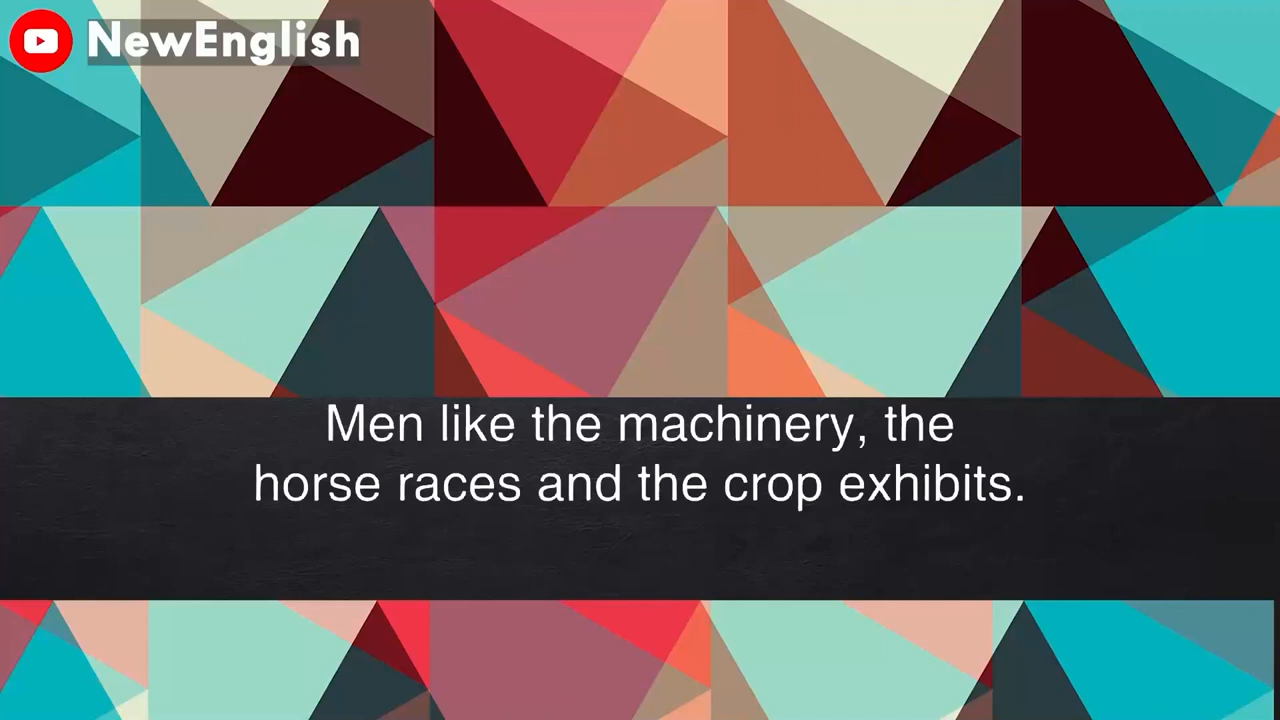 NewEnglish
Men like the machinery, the
horse races and the crop exhibits.